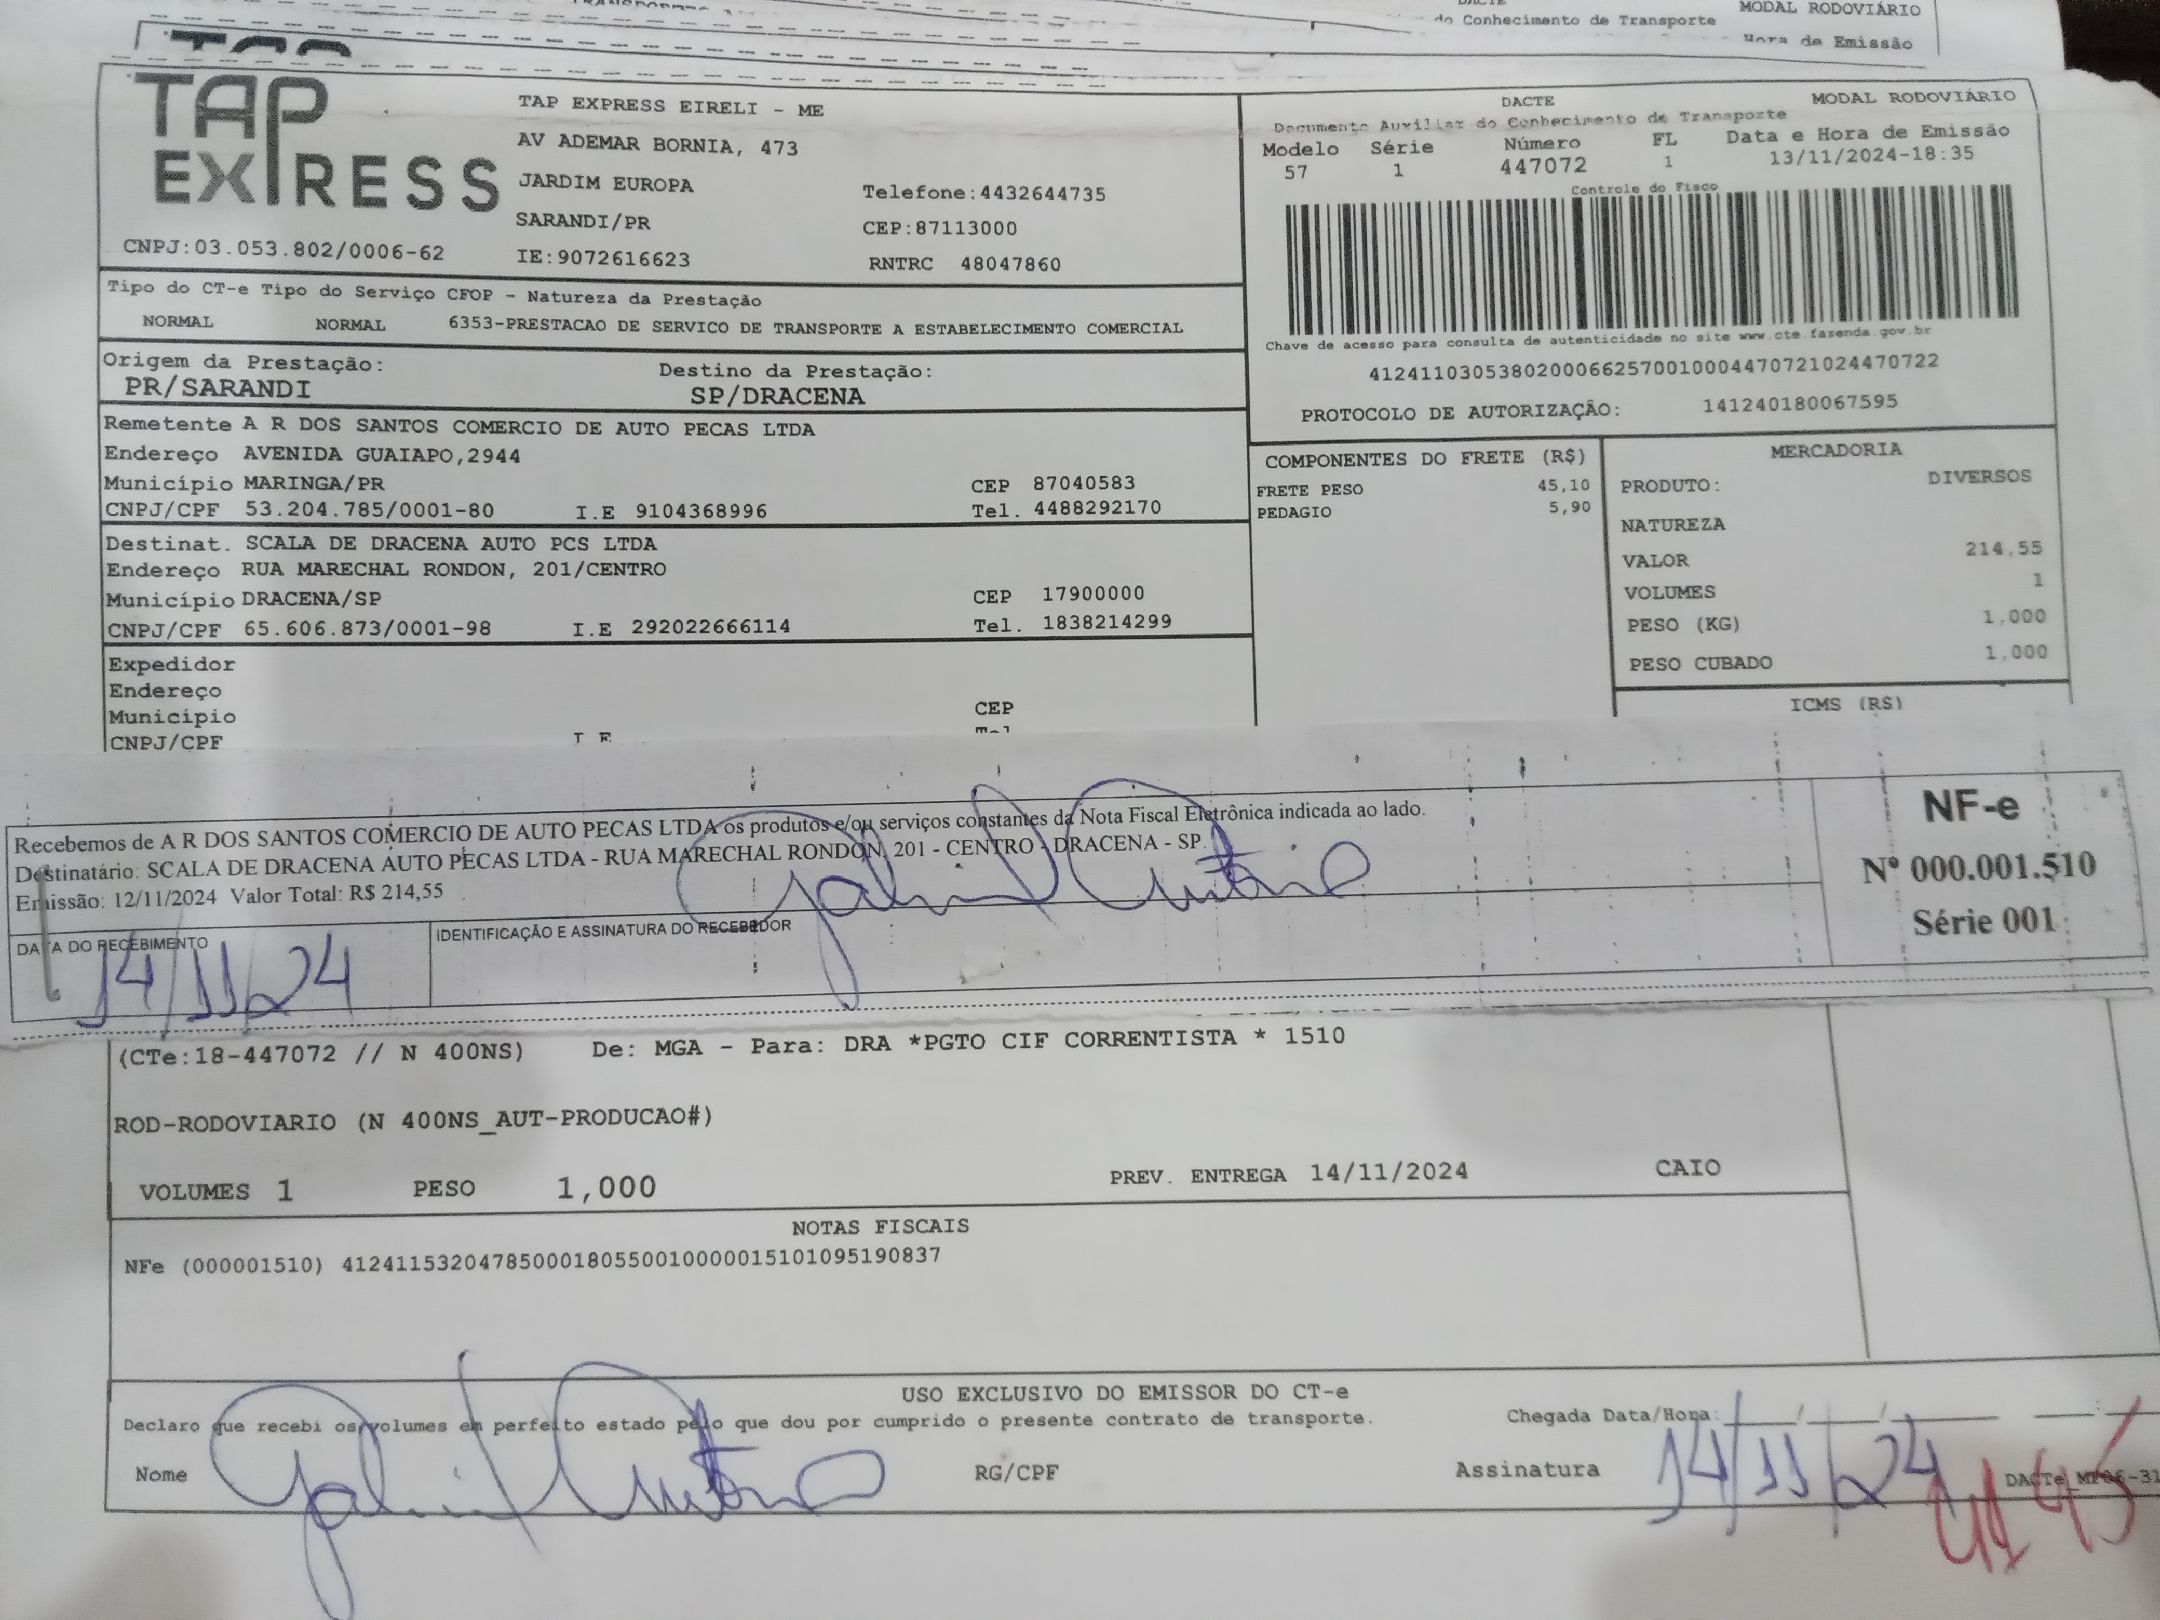 do Conhecimento de Transporte
MODAL RODOVIÁRIO
Hora de Emissão
TAP
EXPRESS
CNPJ:03.053.802/0006-62
TAP EXPRESS EIRELI - ME
AV ADEMAR BORNIA, 473
JARDIM EUROPA
SARANDI/PR
IE:9072616623
Telefone:4432644735
CEP:87113000
RNTRC 48047860
DACTE
MODAL RODOVIÁRIO
Documento Auxiliar do Conhecimento de Transporte
Modelo Série Número FL Data e Hora de Emissão
57 1 447072 1 13/11/2024-18:35
Controle do Fisco
Chave de acesso para consulta de autenticidade no site www.cte.fazenda.gov.br
41241103053802000662570010004470721024470722
PROTOCOLO DE AUTORIZAÇÃO: 141240180067595
Tipo do CT-e Tipo do Serviço CFOP - Natureza da Prestação
NORMAL NORMAL 6353-PRESTACAO DE SERVICO DE TRANSPORTE A ESTABELECIMENTO COMERCIAL
Origem da Prestação: Destino da Prestação:
PR/SARANDI SP/DRACENA
Remetente A R DOS SANTOS COMERCIO DE AUTO PECAS LTDA
Endereço AVENIDA GUAIAPO,2944
Município MARINGA/PR CEP 87040583
CNPJ/CPF 53.204.785/0001-80 I.E 9104368996 Tel. 4488292170
Destinat. SCALA DE DRACENA AUTO PCS LTDA
Endereço RUA MARECHAL RONDON, 201/CENTRO
Município DRACENA/SP CEP 17900000
CNPJ/CPF 65.606.873/0001-98 I.E 292022666114 Tel. 1838214299
Expedidor
Endereço
Município CEP
CNPJ/CPF
COMPONENTES DO FRETE (R$)
FRETE PESO 45,10
PEDAGIO 5,90
MERCADORIA
PRODUTO: DIVERSOS
NATUREZA
VALOR 214,55
VOLUMES 1
PESO (KG) 1,000
PESO CUBADO 1,000
ICMS (R$)
Recebemos de A R DOS SANTOS COMERCIO DE AUTO PECAS LTDA os produtos e/ou serviços constantes da Nota Fiscal Eletrônica indicada ao lado.
Destinatário: SCALA DE DRACENA AUTO PECAS LTDA - RUA MARECHAL RONDON, 201 - CENTRO - DRACENA - SP.
Emissão: 12/11/2024 Valor Total: R$ 214,55
Gabriel Antonio
DATA DO RECEBIMENTO
14/11/24
IDENTIFICAÇÃO E ASSINATURA DO RECEBEDOR
NF-e
Nº 000.001.510
Série 001
(CTe:18-447072 // N 400NS) De: MGA - Para: DRA *PGTO CIF CORRENTISTA * 1510
ROD-RODOVIARIO (N 400NS_AUT-PRODUCAO#)
VOLUMES 1 PESO 1,000 PREV. ENTREGA 14/11/2024 CAIO
NOTAS FISCAIS
NFe (000001510) 41241153204785000180550010000015101095190837
USO EXCLUSIVO DO EMISSOR DO CT-e
Declaro que recebi os volumes em perfeito estado pelo que dou por cumprido o presente contrato de transporte.
Chegada Data/Hora:
Nome Gabriel Antonio RG/CPF Assinatura 14/11/24